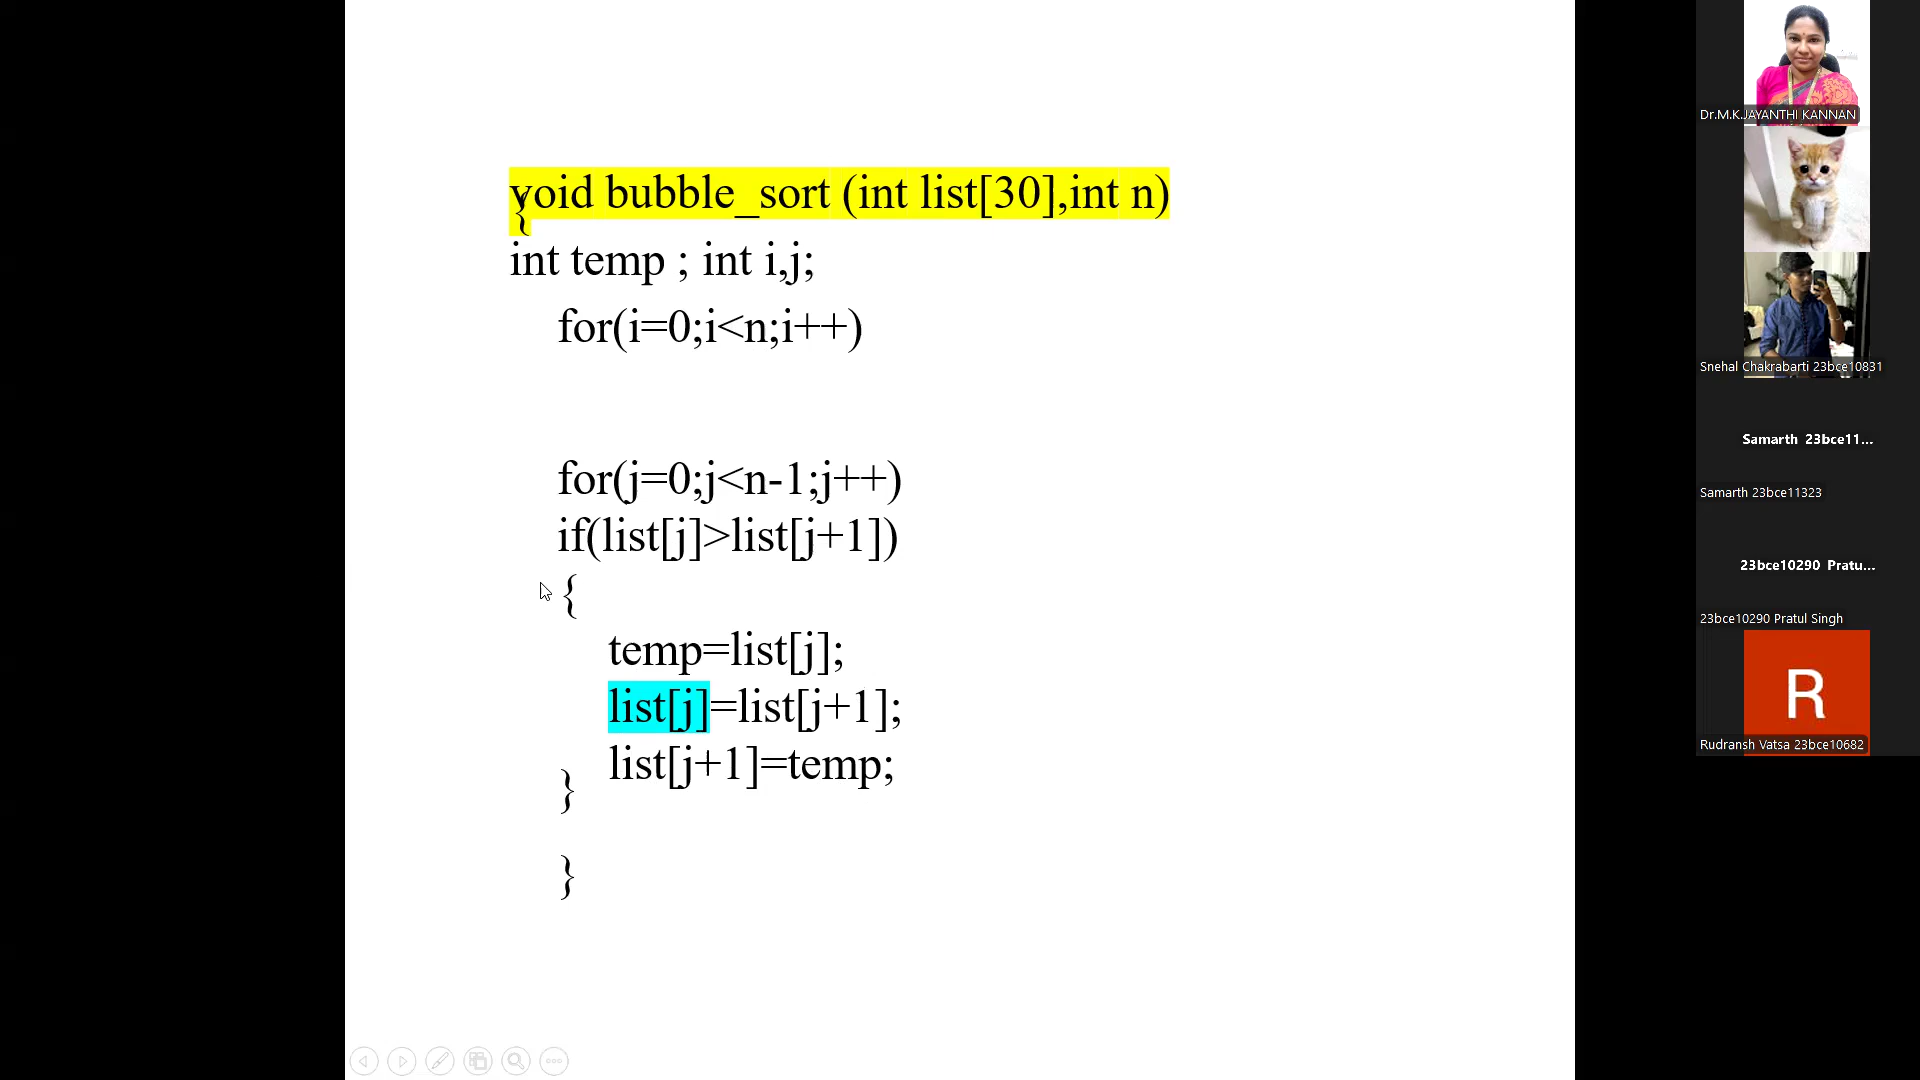 void bubble_sort (int list[30],int n)
{
int temp ; int i,j;
for(i=0;i<n;i++)
for(j=0;j<n-1;j++)
if(list[j]>list[j+1])
{
temp=list[j];
list[j]=list[j+1];
list[j+1]=temp;
}
}
Dr.M.K.JAYANTHI KANNAN
Snehal Chakrabarti 23bce10831
Samarth 23bce11...
Samarth 23bce11323
23bce10290 Pratu...
23bce10290 Pratul Singh
R
Rudransh Vatsa 23bce10682